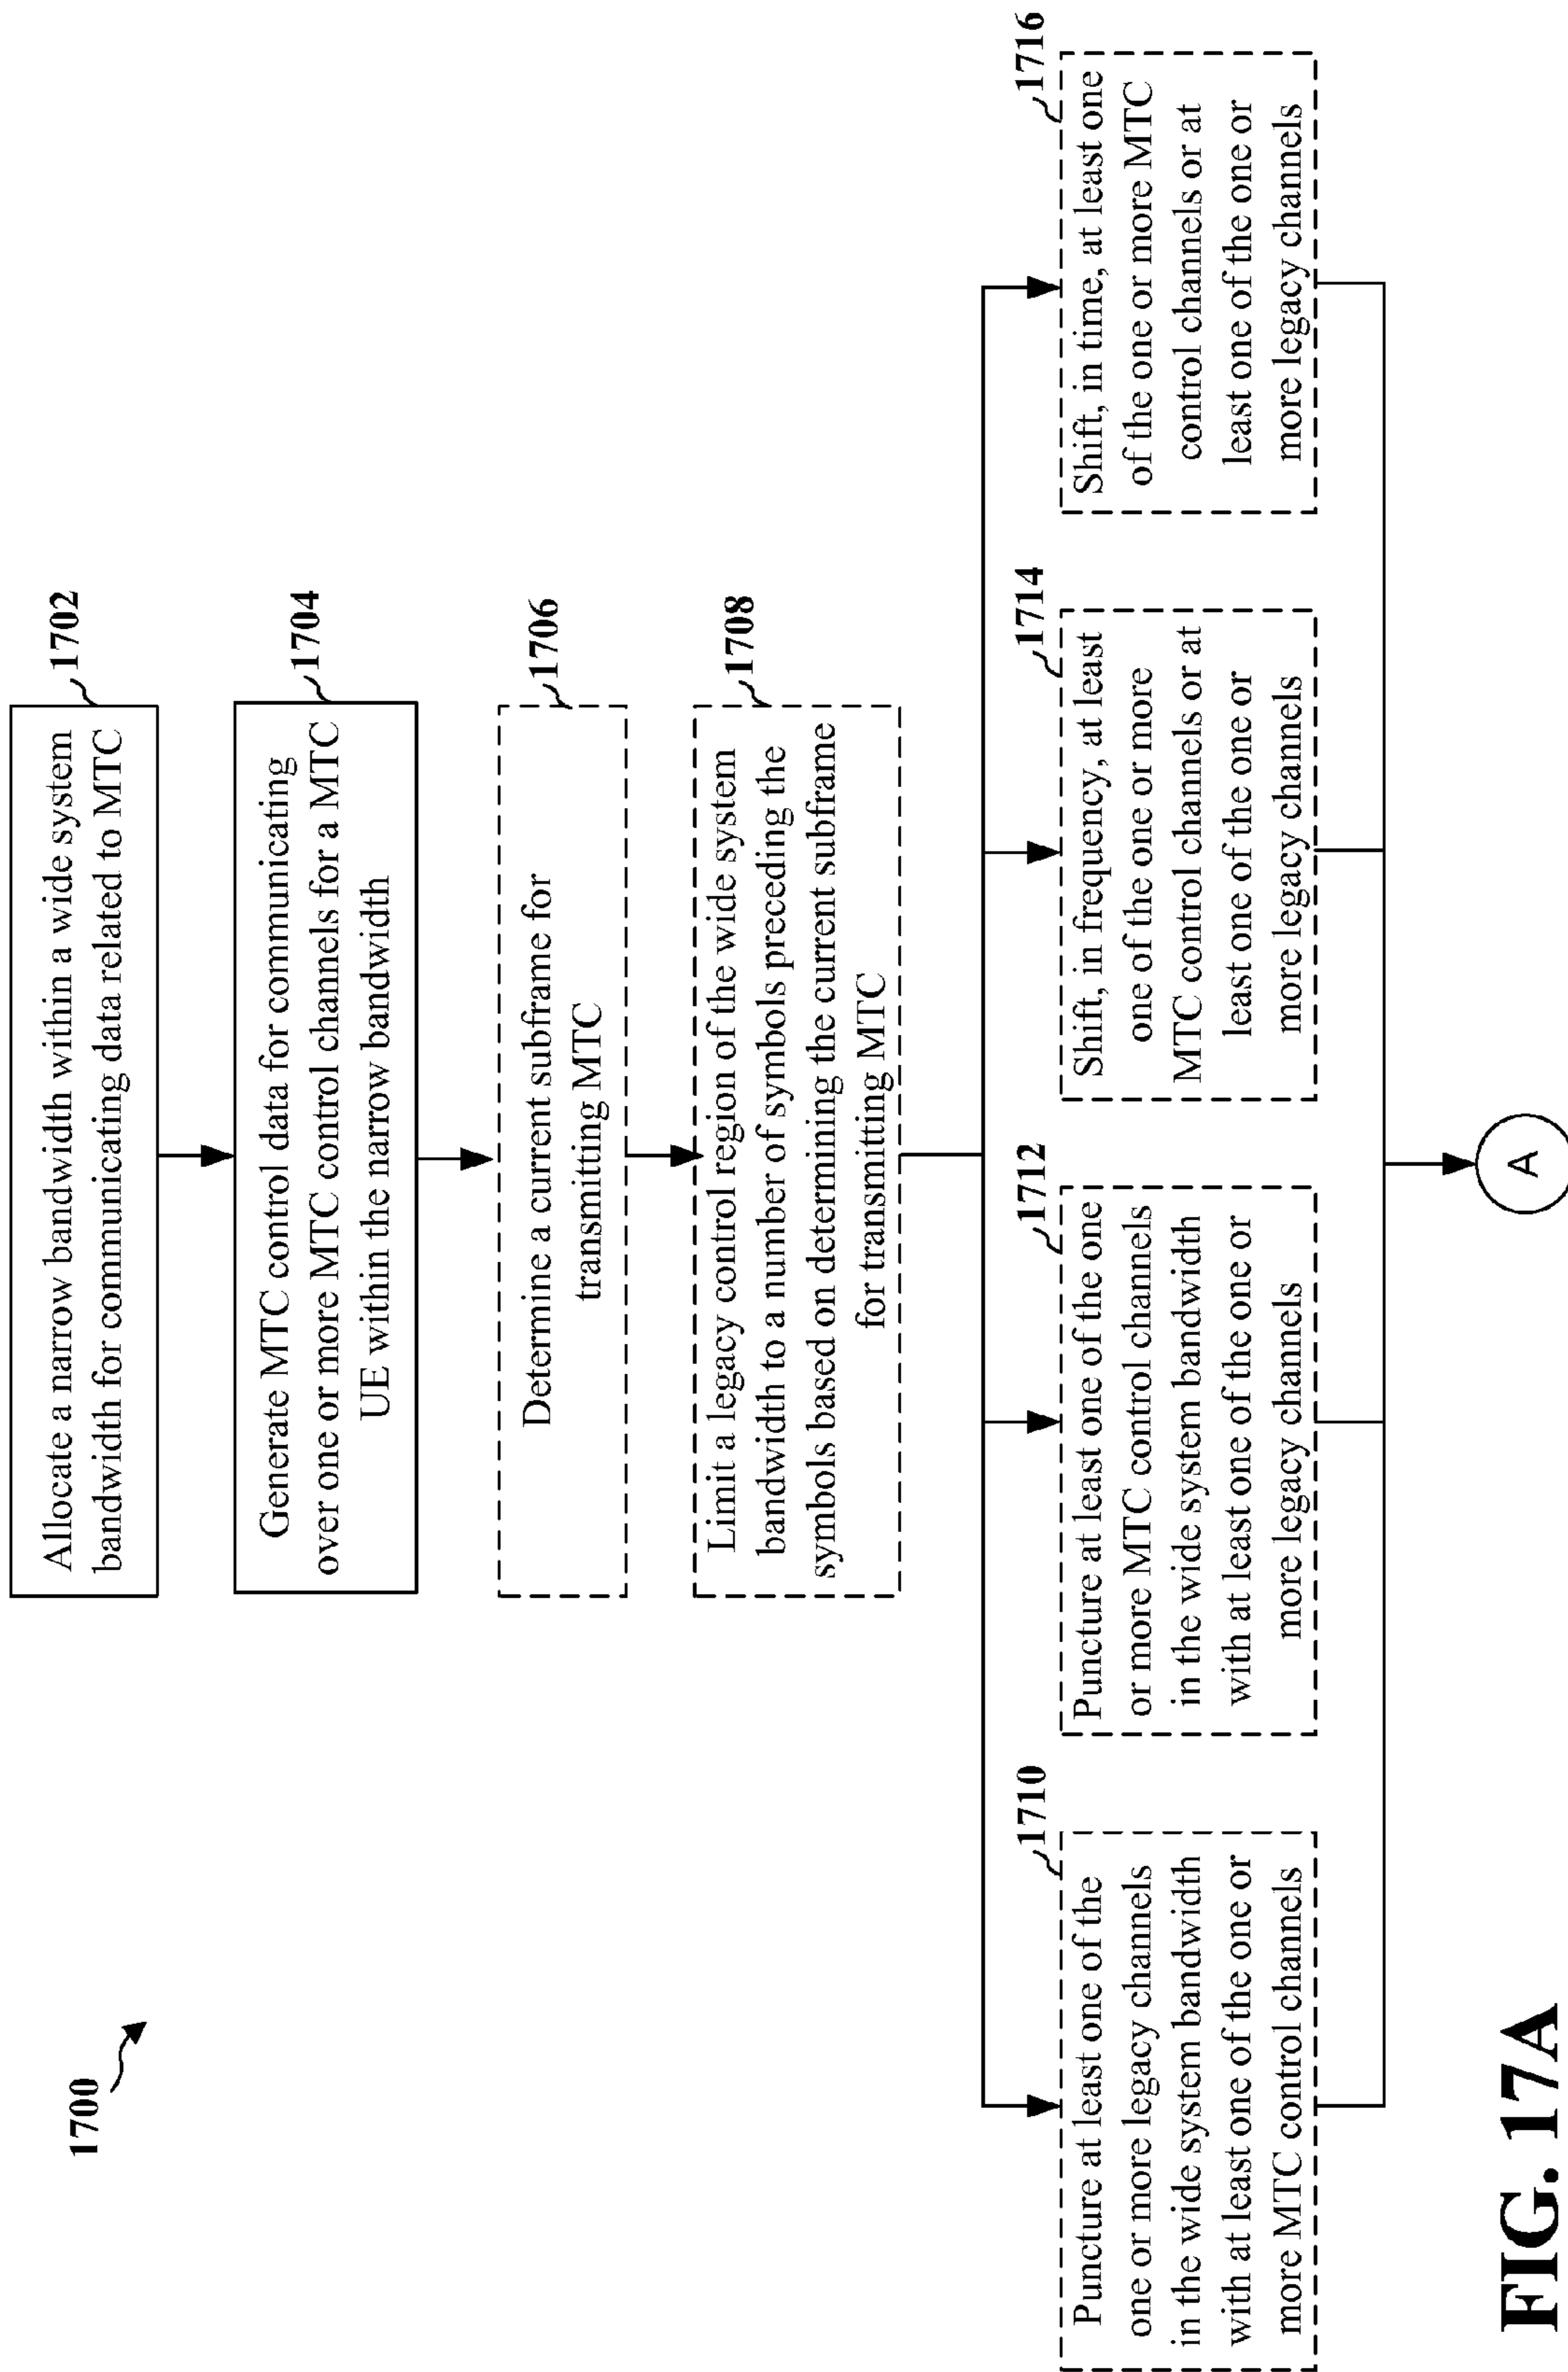 1700
1702
Allocate a narrow bandwidth within a wide system
bandwidth for communicating data related to MTC
1704
Generate MTC control data for communicating
over one or more MTC control channels for a MTC
UE within the narrow bandwidth
1706
Determine a current subframe for
transmitting MTC
1708
Limit a legacy control region of the wide system
bandwidth to a number of symbols preceding the
symbols based on determining the current subframe
for transmitting MTC
1710
Puncture at least one of the
one or more legacy channels
in the wide system bandwidth
with at least one of the one or
more MTC control channels
1712
Puncture at least one of the one
or more MTC control channels
in the wide system bandwidth
with at least one of the one or
more legacy channels
1714
Shift, in frequency, at least
one of the one or more
MTC control channels or at
least one of the one or
more legacy channels
1716
Shift, in time, at least one
of the one or more MTC
control channels or at
least one of the one or
more legacy channels
A
FIG. 17A